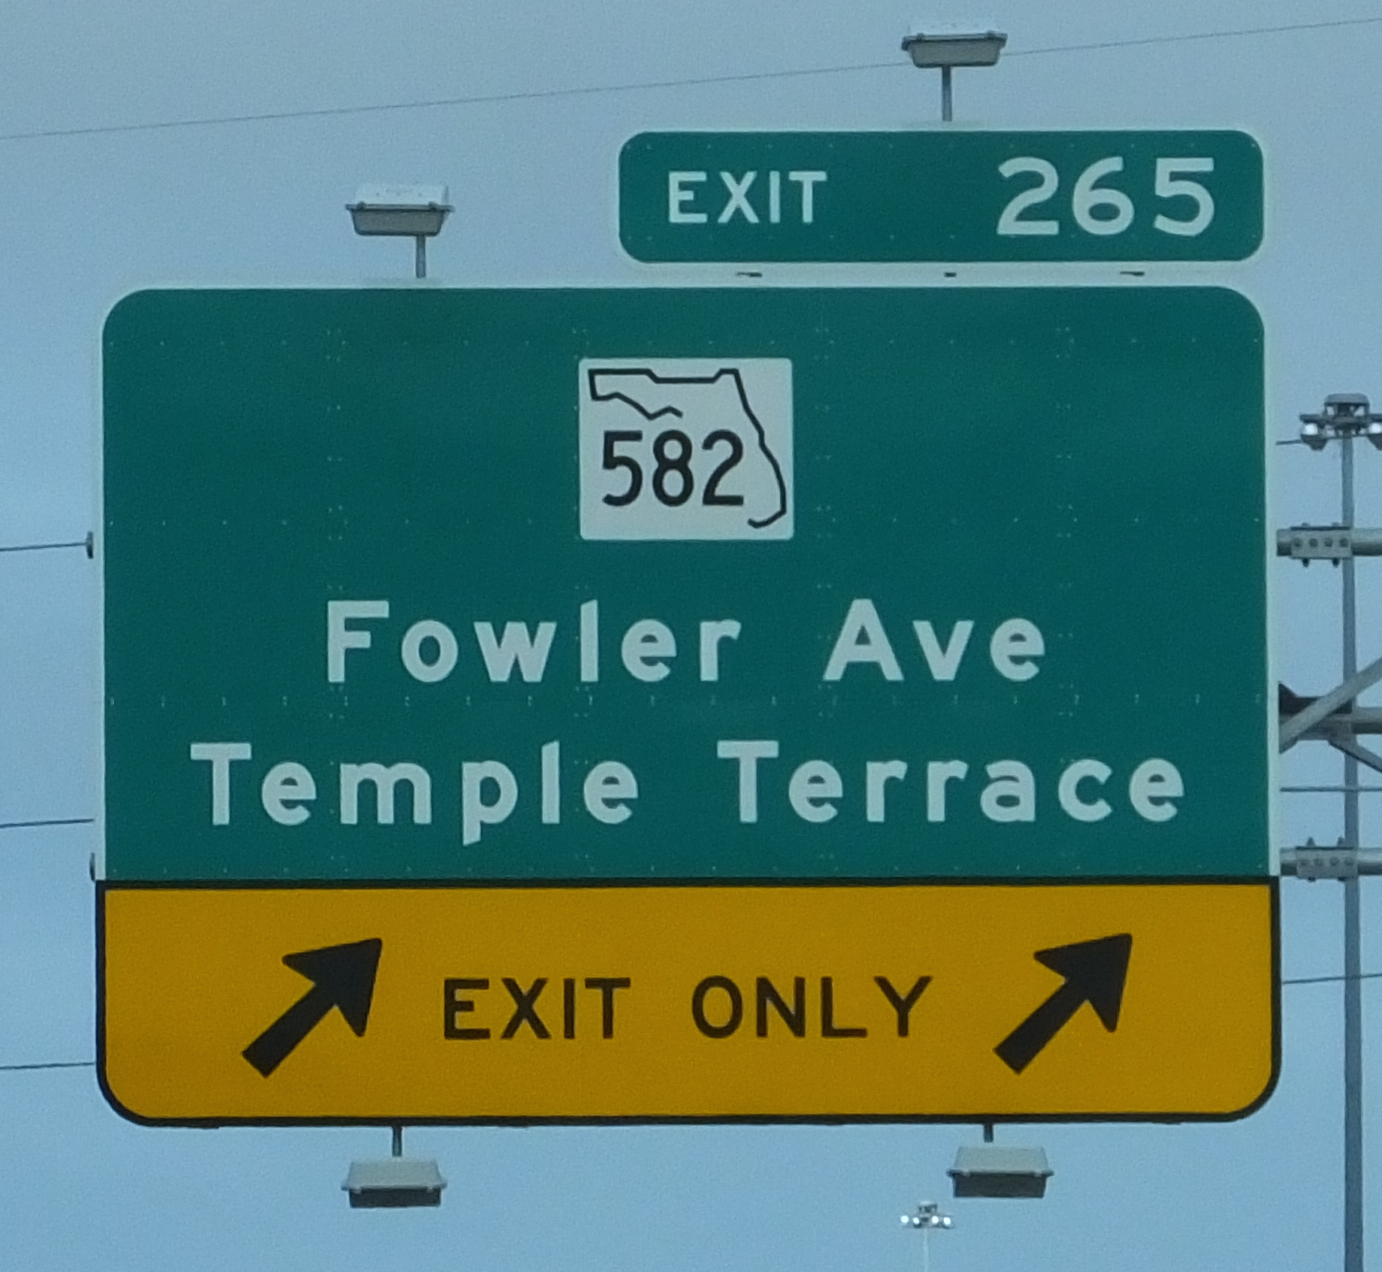 EXIT 265
582
Fowler Ave
Temple Terrace
EXIT ONLY